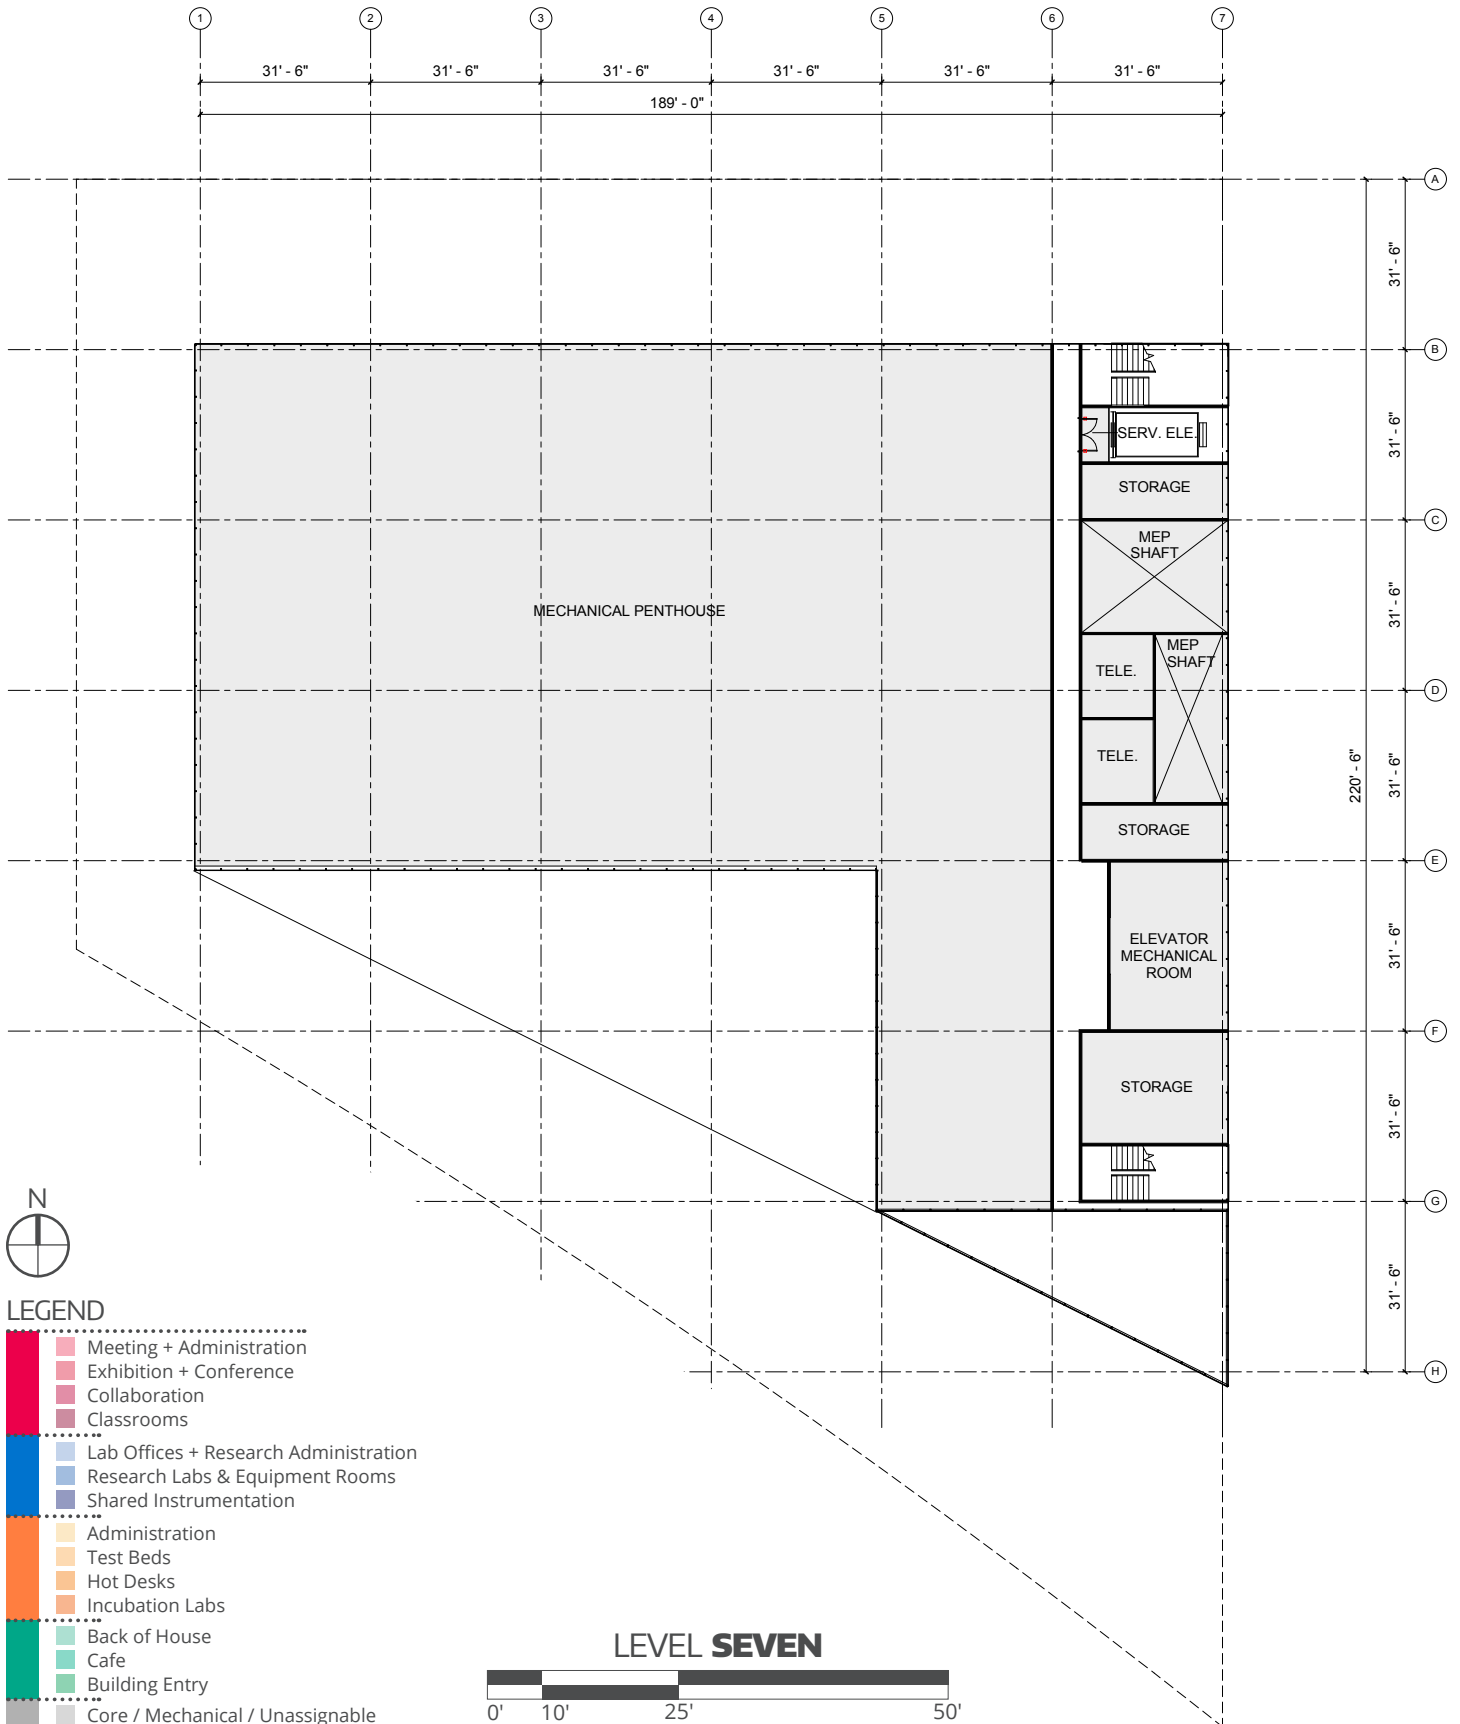 1 2 3 4 5 6 7
31' - 6" 31' - 6" 31' - 6" 31' - 6" 31' - 6" 31' - 6"
189' - 0"
A
31' - 6"
B
31' - 6"
SERV. ELE.
STORAGE
C
MEP
SHAFT
31' - 6"
MECHANICAL PENTHOUSE
MEP
SHAFT
TELE.
D
TELE.
31' - 6"
220' - 6"
STORAGE
E
ELEVATOR
MECHANICAL
ROOM
31' - 6"
F
STORAGE
31' - 6"
G
31' - 6"
H
N
LEGEND
Meeting + Administration
Exhibition + Conference
Collaboration
Classrooms
Lab Offices + Research Administration
Research Labs & Equipment Rooms
Shared Instrumentation
Administration
Test Beds
Hot Desks
Incubation Labs
Back of House
Cafe
Building Entry
Core / Mechanical / Unassignable
LEVEL SEVEN
0' 10' 25' 50'